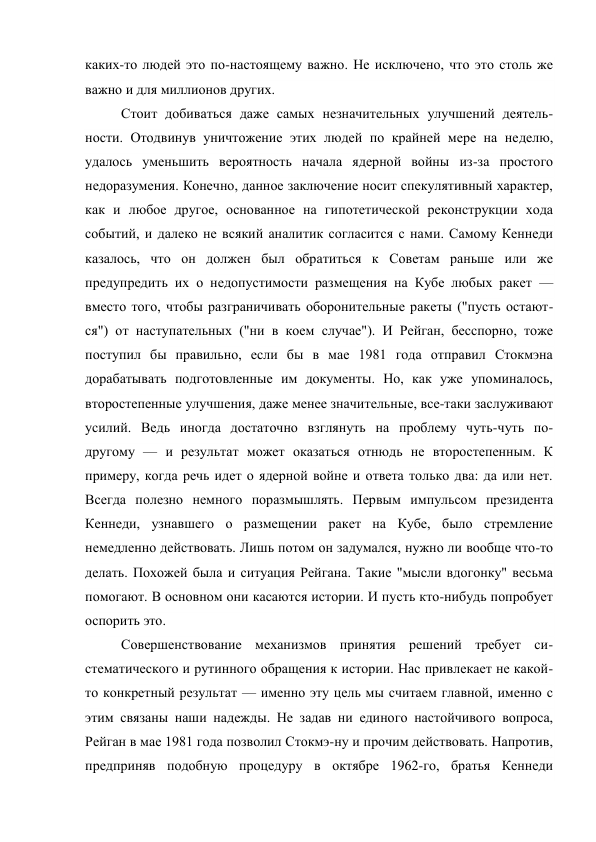 каких-то людей это по-настоящему важно. Не исключено, что это столь же
важно и для миллионов других.
Стоит добиваться даже самых незначительных улучшений деятель-
ности. Отодвинув уничтожение этих людей по крайней мере на неделю,
удалось уменьшить вероятность начала ядерной войны из-за простого
недоразумения. Конечно, данное заключение носит спекулятивный характер,
как и любое другое, основанное на гипотетической реконструкции хода
событий, и далеко не всякий аналитик согласится с нами. Самому Кеннеди
казалось, что он должен был обратиться к Советам раньше или же
предупредить их о недопустимости размещения на Кубе любых ракет —
вместо того, чтобы разграничивать оборонительные ракеты ("пусть остают-
ся") от наступательных ("ни в коем случае"). И Рейган, бесспорно, тоже
поступил бы правильно, если бы в мае 1981 года отправил Стокмэна
дорабатывать подготовленные им документы. Но, как уже упоминалось,
второстепенные улучшения, даже менее значительные, все-таки заслуживают
усилий. Ведь иногда достаточно взглянуть на проблему чуть-чуть по-
другому — и результат может оказаться отнюдь не второстепенным. К
примеру, когда речь идет о ядерной войне и ответа только два: да или нет.
Всегда полезно немного поразмышлять. Первым импульсом президента
Кеннеди, узнавшего о размещении ракет на Кубе, было стремление
немедленно действовать. Лишь потом он задумался, нужно ли вообще что-то
делать. Похожей была и ситуация Рейгана. Такие "мысли вдогонку" весьма
помогают. В основном они касаются истории. И пусть кто-нибудь попробует
оспорить это.
Совершенствование механизмов принятия решений требует си-
стематического и рутинного обращения к истории. Нас привлекает не какой-
то конкретный результат — именно эту цель мы считаем главной, именно с
этим связаны наши надежды. Не задав ни единого настойчивого вопроса,
Рейган в мае 1981 года позволил Стокмэ-ну и прочим действовать. Напротив,
предприняв подобную процедуру в октябре 1962-го, братья Кеннеди